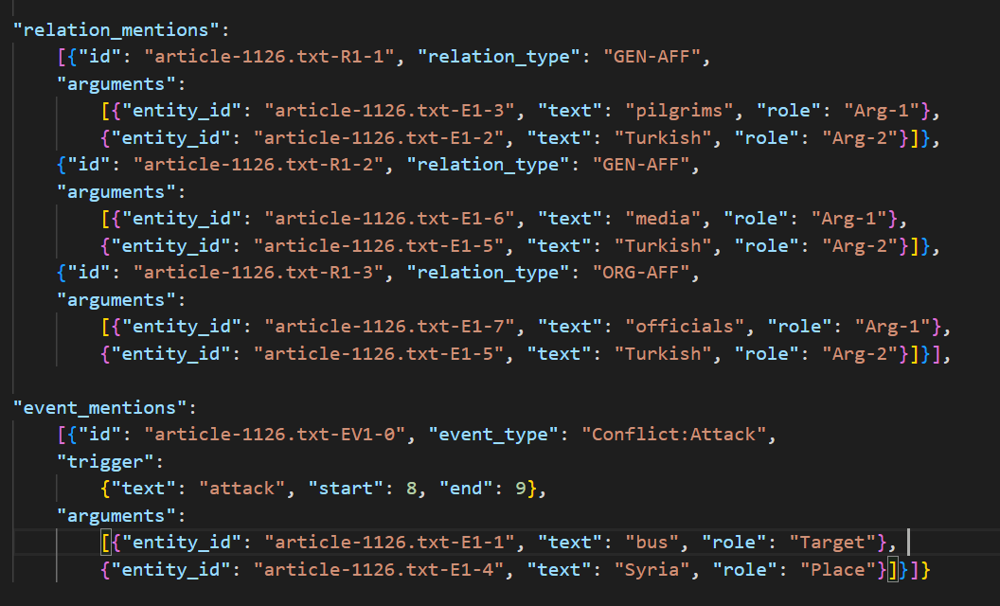 "relation_mentions":
[{"id": "article-1126.txt-R1-1", "relation_type": "GEN-AFF",
"arguments":
[{"entity_id": "article-1126.txt-E1-3", "text": "pilgrims", "role": "Arg-1"},
{"entity_id": "article-1126.txt-E1-2", "text": "Turkish", "role": "Arg-2"}]},
{"id": "article-1126.txt-R1-2", "relation_type": "GEN-AFF",
"arguments":
[{"entity_id": "article-1126.txt-E1-6", "text": "media", "role": "Arg-1"},
{"entity_id": "article-1126.txt-E1-5", "text": "Turkish", "role": "Arg-2"}]},
{"id": "article-1126.txt-R1-3", "relation_type": "ORG-AFF",
"arguments":
[{"entity_id": "article-1126.txt-E1-7", "text": "officials", "role": "Arg-1"},
{"entity_id": "article-1126.txt-E1-5", "text": "Turkish", "role": "Arg-2"}]}],
"event_mentions":
[{"id": "article-1126.txt-EV1-0", "event_type": "Conflict:Attack",
"trigger":
{"text": "attack", "start": 8, "end": 9},
"arguments":
[{"entity_id": "article-1126.txt-E1-1", "text": "bus", "role": "Target"},
{"entity_id": "article-1126.txt-E1-4", "text": "Syria", "role": "Place"}]}]}